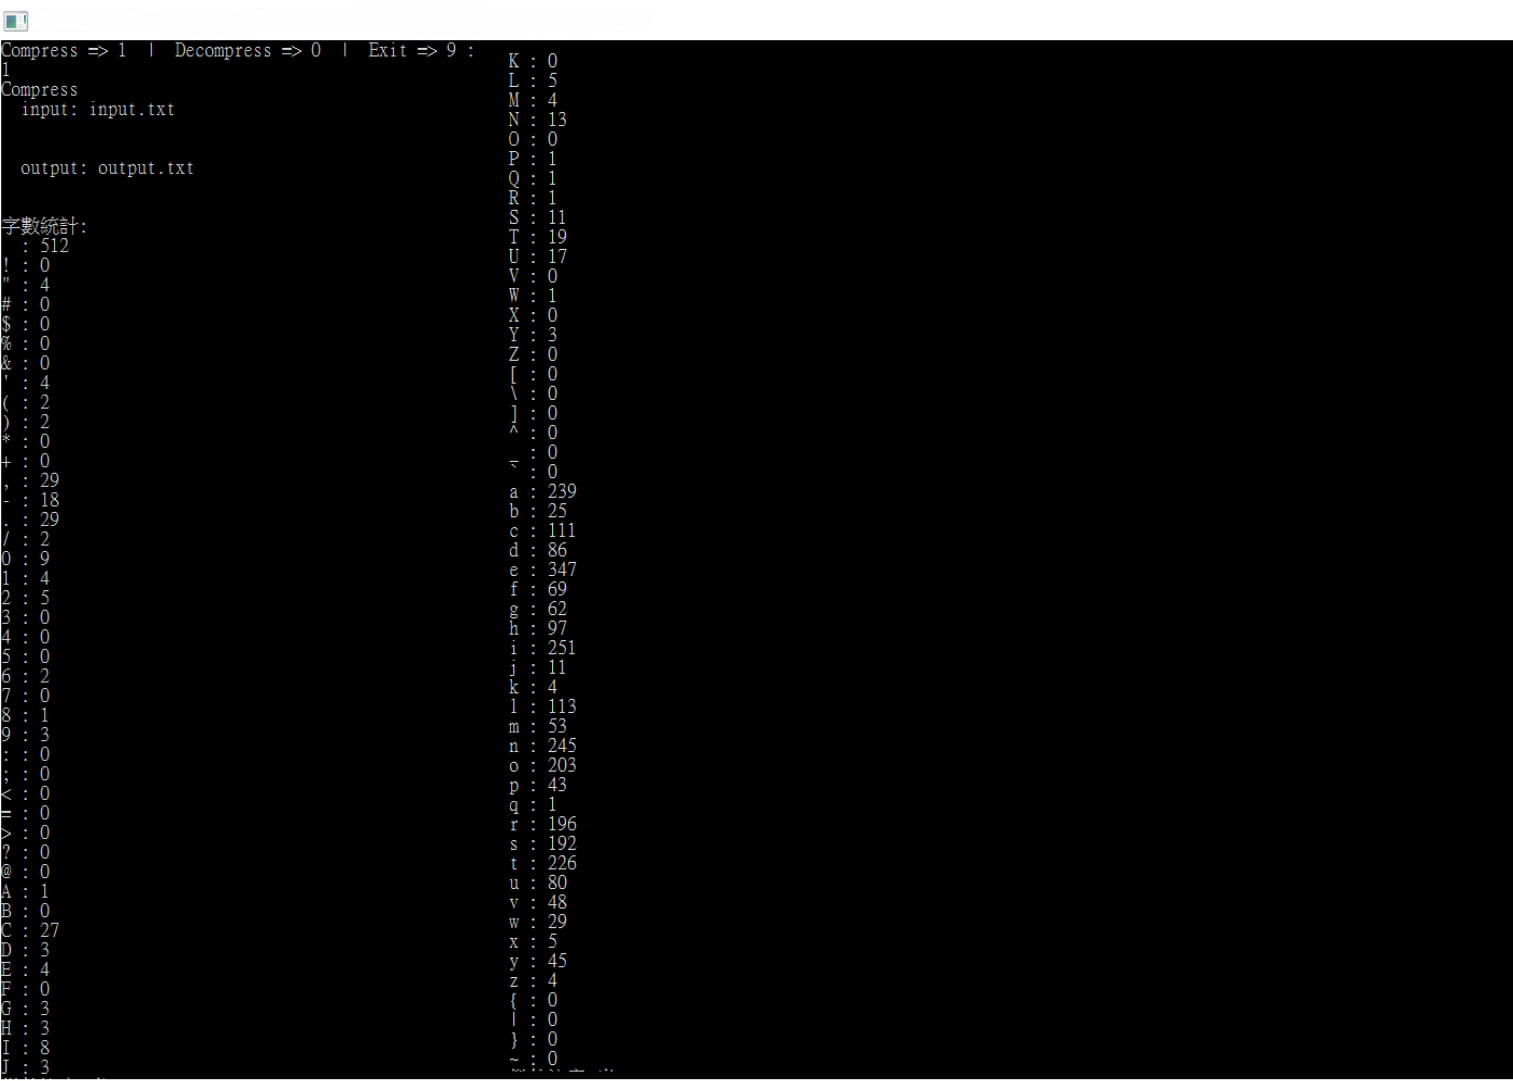 Compress => 1  |  Decompress => 0  |  Exit => 9 :
1
Compress
input: input.txt
output: output.txt
字數統計:
: 512
! : 0
" : 4
# : 0
$ : 0
% : 0
& : 0
' : 4
( : 2
) : 2
* : 0
+ : 0
, : 29
- : 18
. : 29
/ : 2
0 : 9
1 : 4
2 : 5
3 : 0
4 : 0
5 : 0
6 : 2
7 : 0
8 : 1
9 : 3
: : 0
; : 0
< : 0
= : 0
> : 0
? : 0
@ : 0
A : 1
B : 0
C : 27
D : 3
E : 4
F : 0
G : 3
H : 3
I : 8
J : 3
K : 0
L : 5
M : 4
N : 13
O : 0
P : 1
Q : 1
R : 1
S : 11
T : 19
U : 17
V : 0
W : 1
X : 0
Y : 3
Z : 0
[ : 0
\ : 0
] : 0
^ : 0
_ : 0
` : 0
a : 239
b : 25
c : 111
d : 86
e : 347
f : 69
g : 62
h : 97
i : 251
j : 11
k : 4
l : 113
m : 53
n : 245
o : 203
p : 43
q : 1
r : 196
s : 192
t : 226
u : 80
v : 48
w : 29
x : 5
y : 45
z : 4
{ : 0
| : 0
} : 0
~ : 0